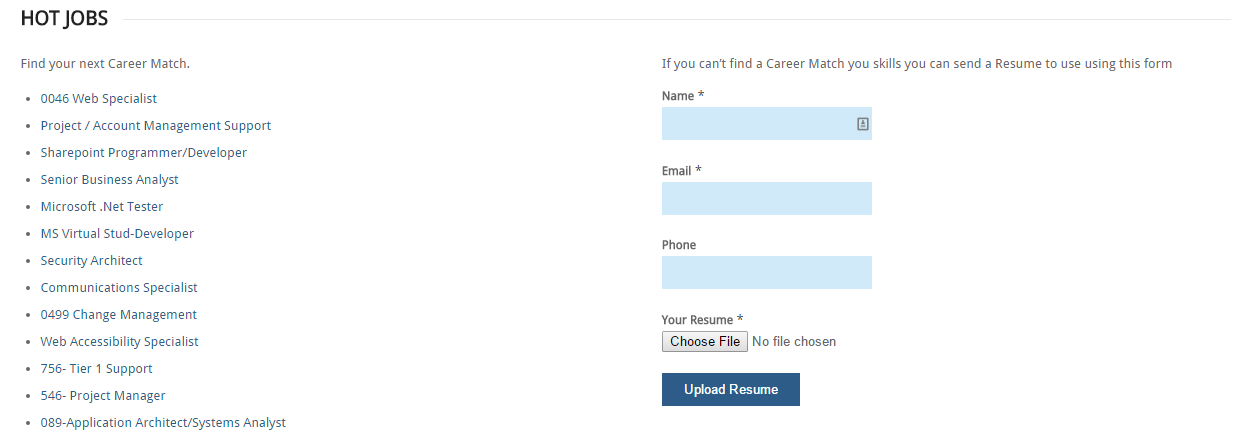 HOT JOBS
Find your next Career Match.
0046 Web Specialist
Project / Account Management Support
Sharepoint Programmer/Developer
Senior Business Analyst
Microsoft .Net Tester
MS Virtual Stud-Developer
Security Architect
Communications Specialist
0499 Change Management
Web Accessibility Specialist
756- Tier 1 Support
546- Project Manager
089-Application Architect/Systems Analyst
If you can't find a Career Match you skills you can send a Resume to use using this form
Name *
Email *
Phone
Your Resume *
Choose File No file chosen
Upload Resume